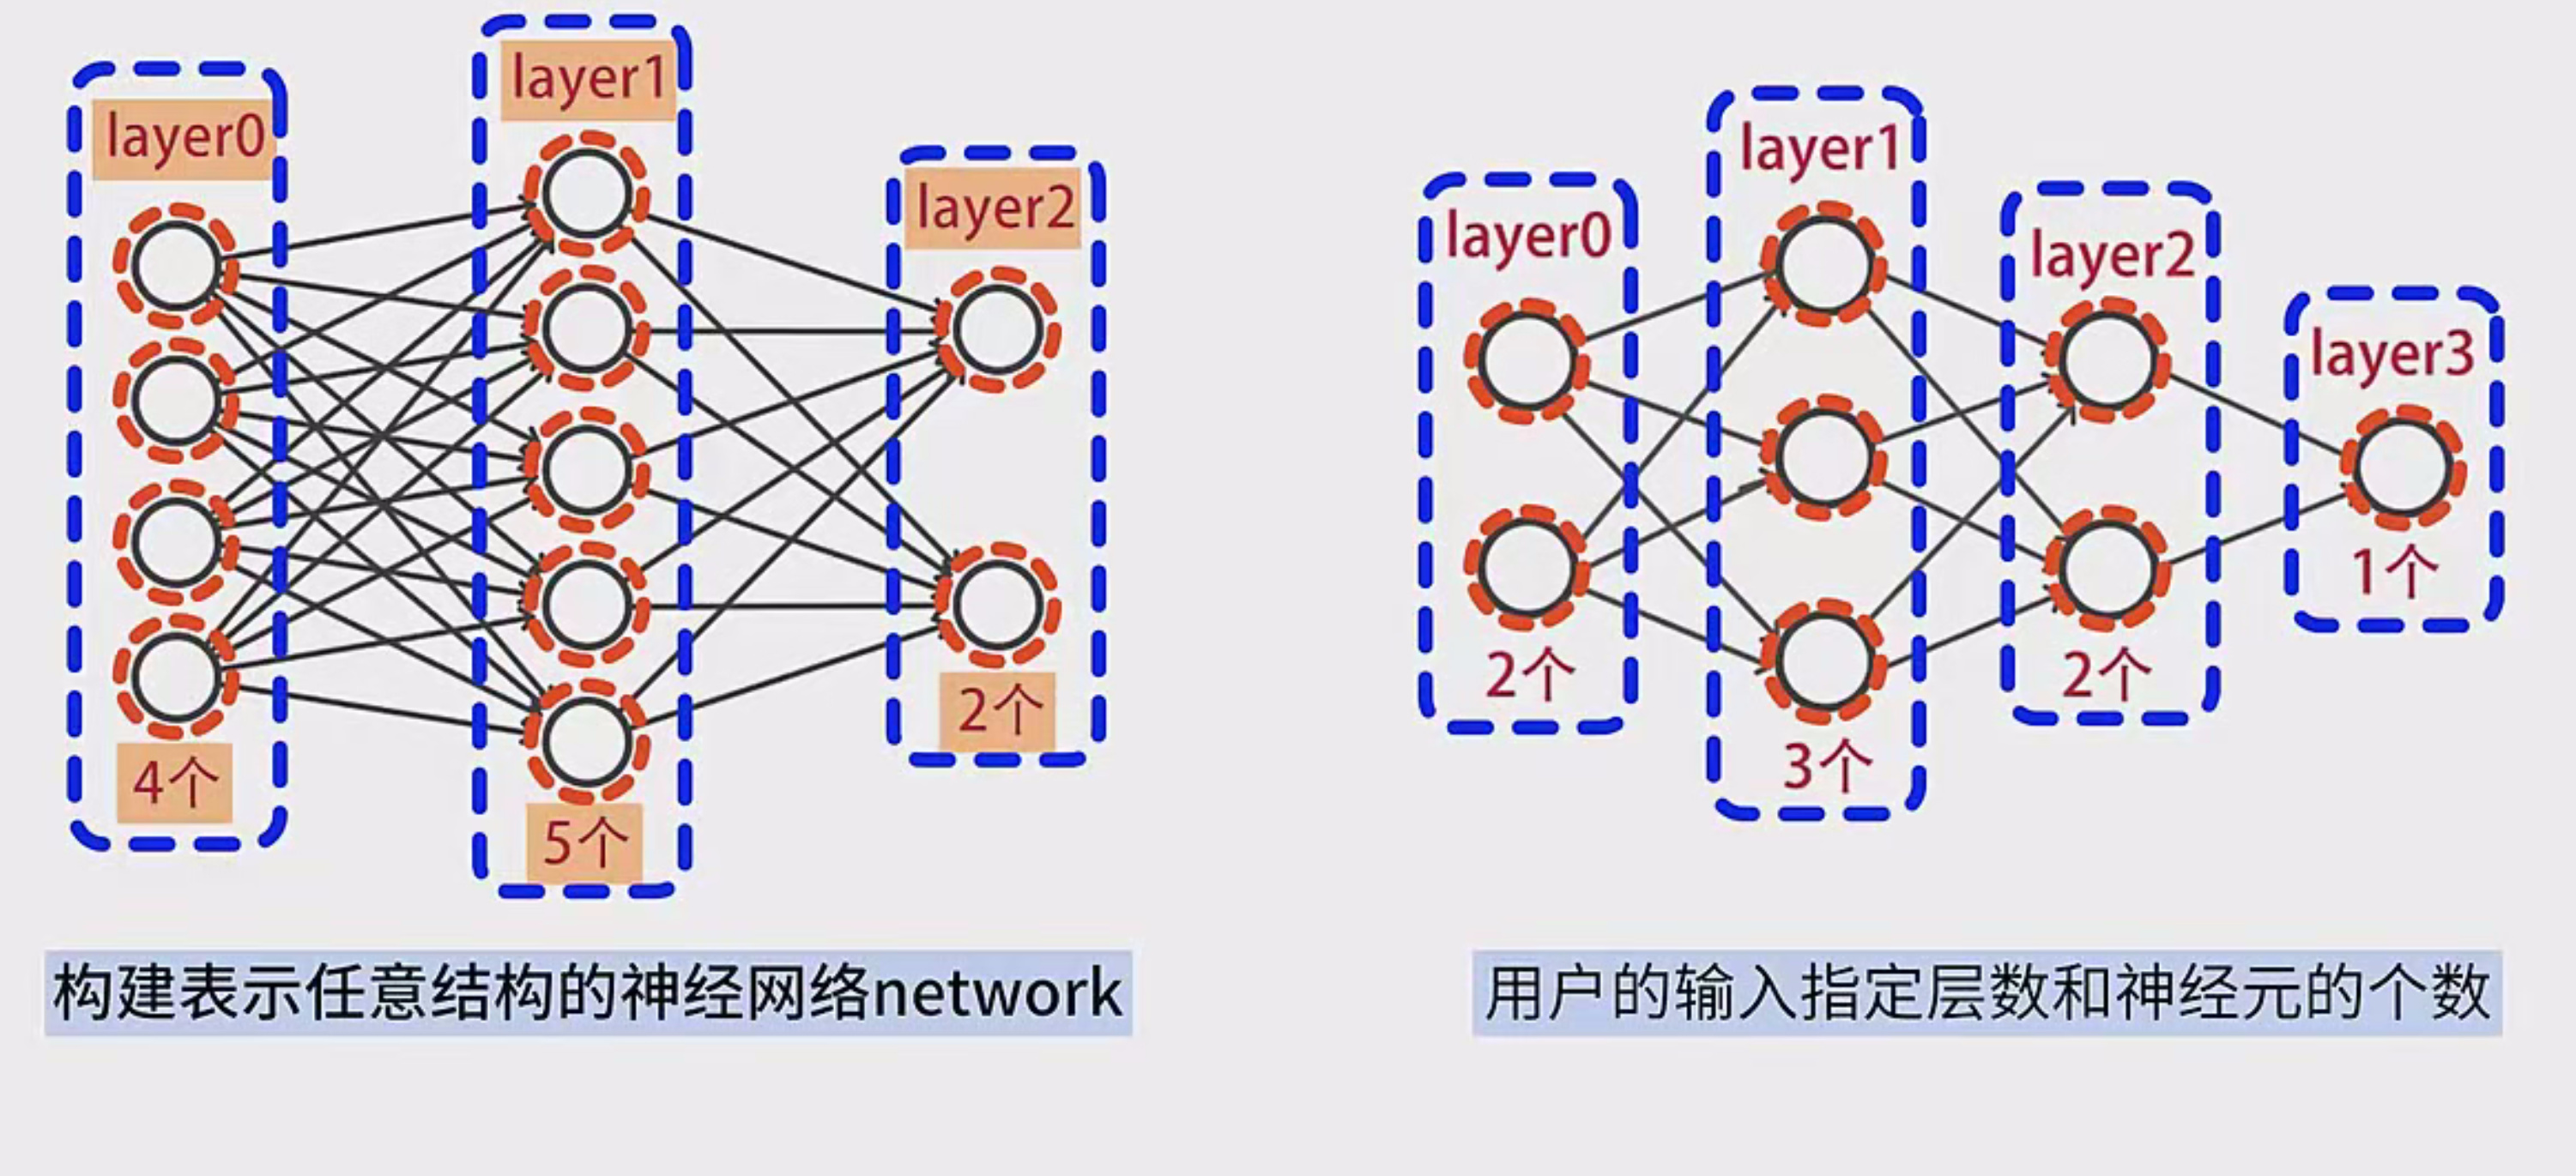 layer0
4个
layer1
5个
layer2
2个
layer0
2个
layer1
3个
layer2
2个
layer3
1个
构建表示任意结构的神经网络network
用户的输入指定层数和神经元的个数